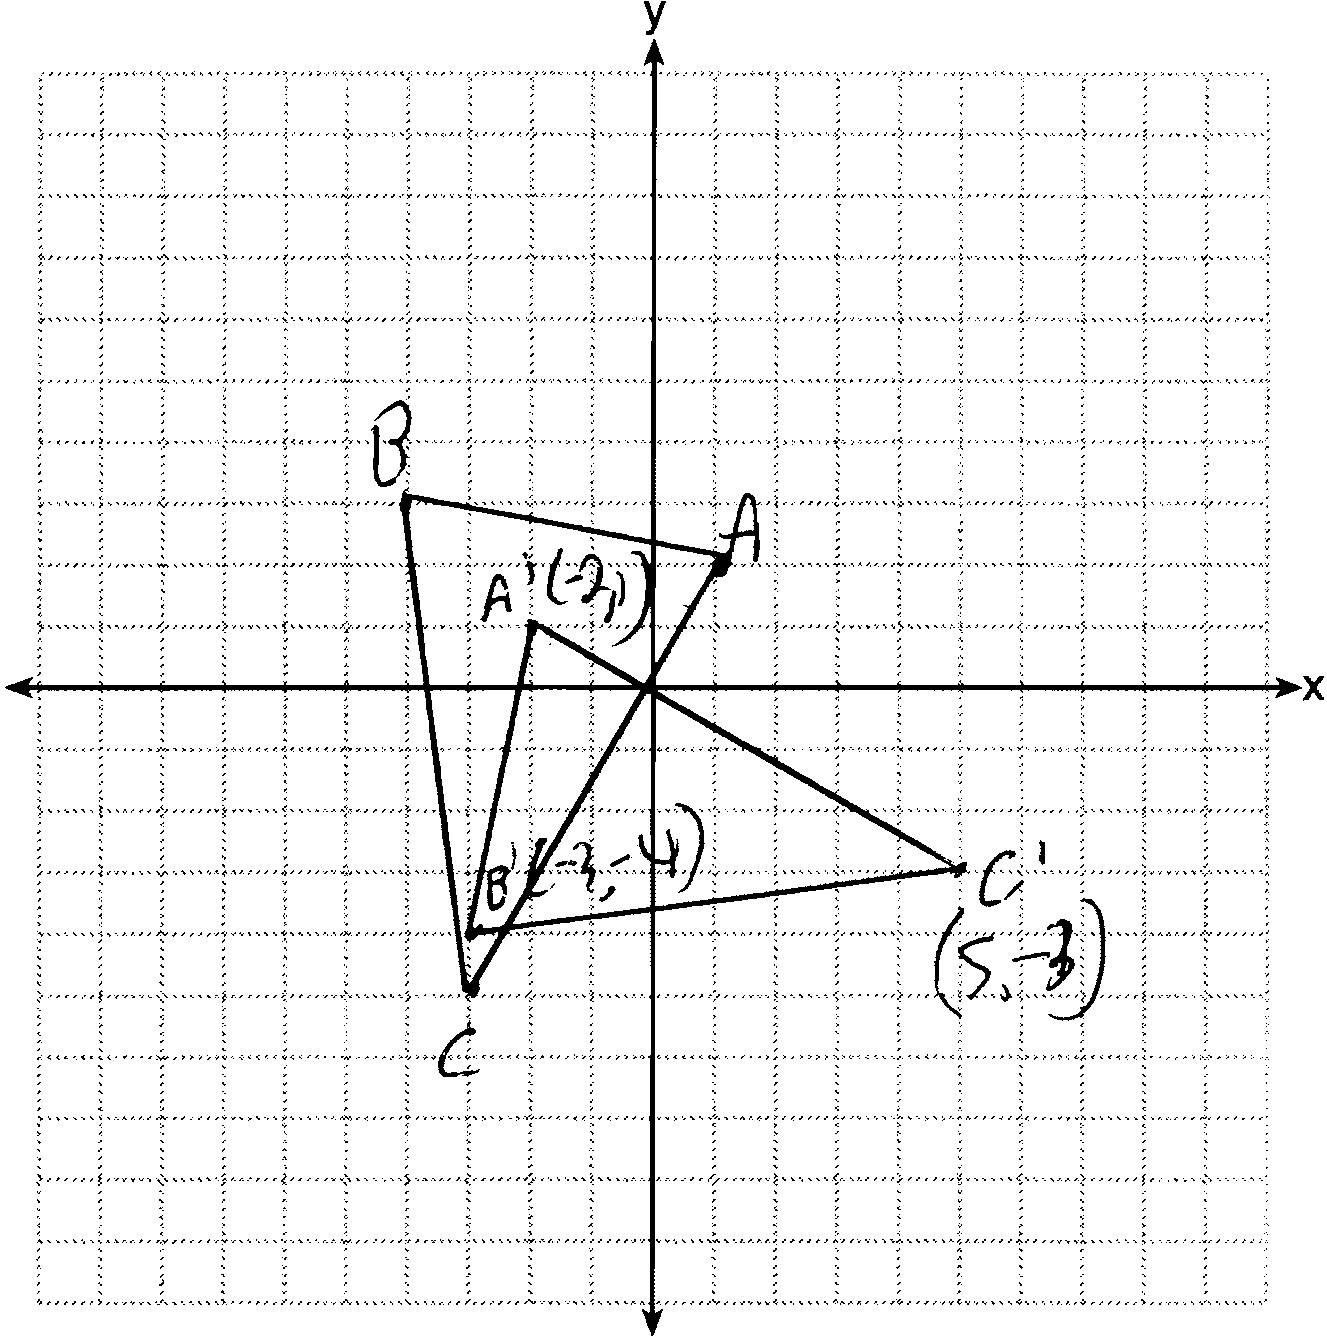 y
B
A
A'(-2,1)
x
B'(-3,-4)
C'
(5,-3)
C